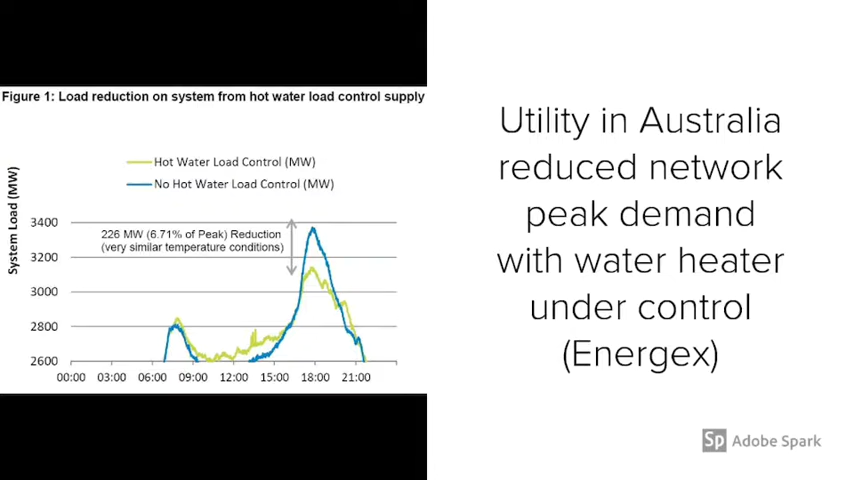 Figure 1: Load reduction on system from hot water load control supply
Hot Water Load Control (MW)
No Hot Water Load Control (MW)
System Load (MW)
3400
3200
3000
2800
2600
226 MW (6.71% of Peak) Reduction
(very similar temperature conditions)
00:00 03:00 06:00 09:00 12:00 15:00 18:00 21:00
Utility in Australia
reduced network
peak demand
with water heater
under control
(Energex)
Sp Adobe Spark